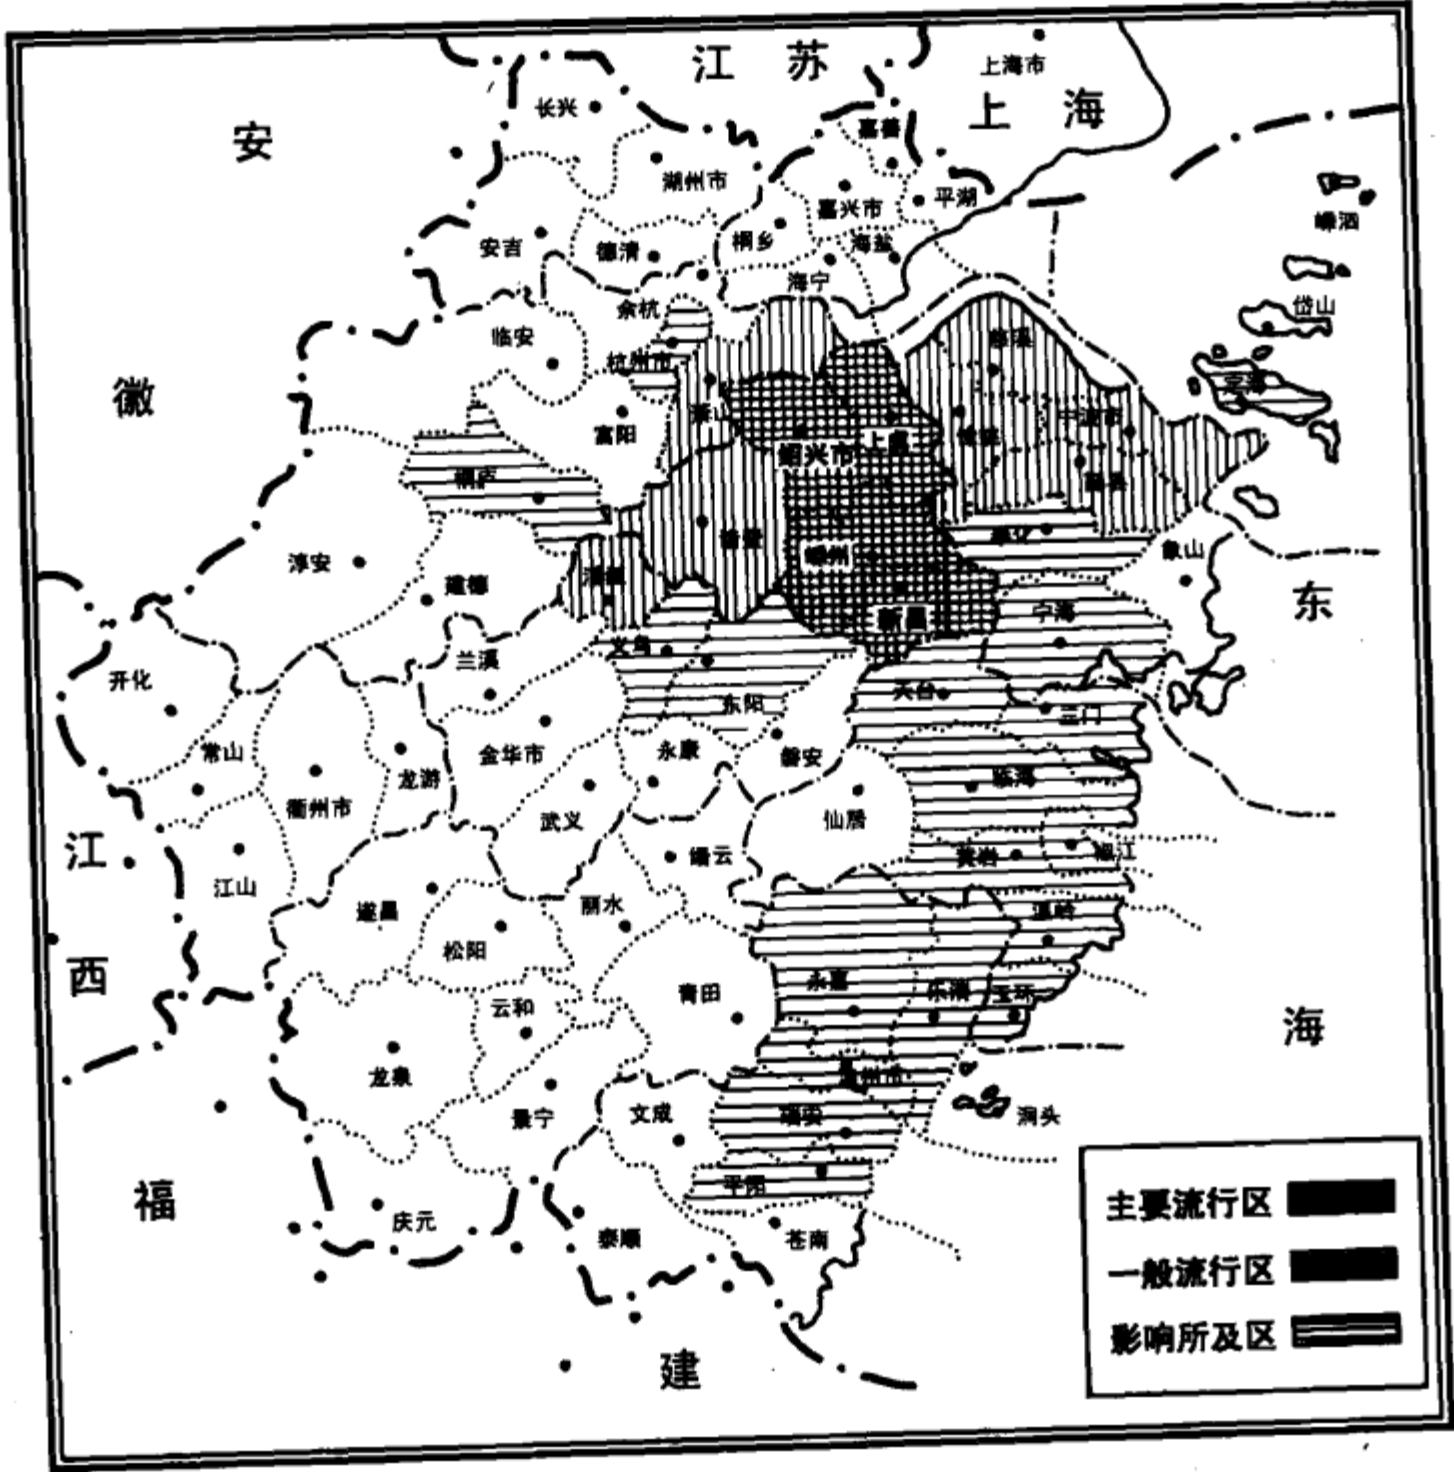 江 苏
上海市
上 海
安
徽
长兴
嘉善
湖州市
嘉兴市
平湖
嵊泗
安吉
德清
桐乡
海盐
海宁
岱山
余杭
临安
杭州市
慈溪
定海
富阳
萧山
宁波市
绍兴市
上虞
桐庐
诸暨
鄞县
嵊州
奉化
象山
淳安
建德
浦江
东
海
新昌
宁海
义乌
兰溪
开化
天台
东阳
三门
常山
龙游
金华市
永康
磐安
临海
衢州市
武义
仙居
江
西
缙云
黄岩
椒江
江山
遂昌
丽水
温岭
松阳
永嘉
乐清
玉环
青田
云和
龙泉
温州市
景宁
文成
瑞安
洞头
平阳
福
建
庆元
泰顺
苍南
主要流行区
一般流行区
影响所及区